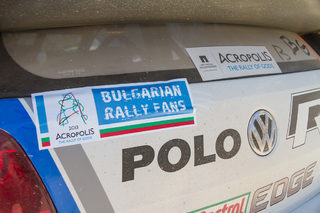 ACROPOLIS
THE RALLY OF GODS
BULGARIAN
RALLY FANS
2013
ACROPOLIS
THE RALLY OF GODS
POLO
R
EDGE
Castrol